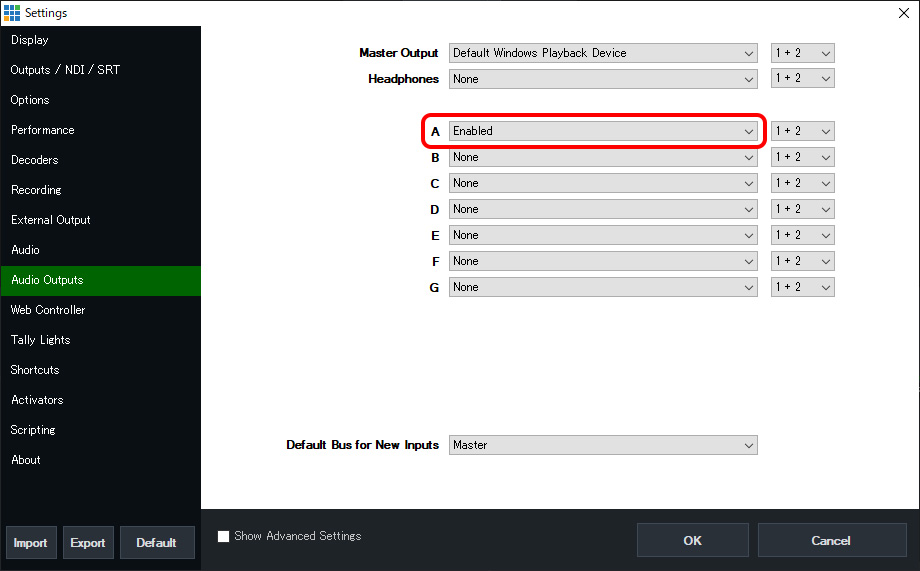 Settings
Display
Outputs / NDI / SRT
Options
Performance
Decoders
Recording
External Output
Audio
Audio Outputs
Web Controller
Tally Lights
Shortcuts
Activators
Scripting
About
Import Export Default
Master Output Default Windows Playback Device 1 + 2
Headphones None 1 + 2
A Enabled 1 + 2
B None 1 + 2
C None 1 + 2
D None 1 + 2
E None 1 + 2
F None 1 + 2
G None 1 + 2
Default Bus for New Inputs Master
Show Advanced Settings OK Cancel